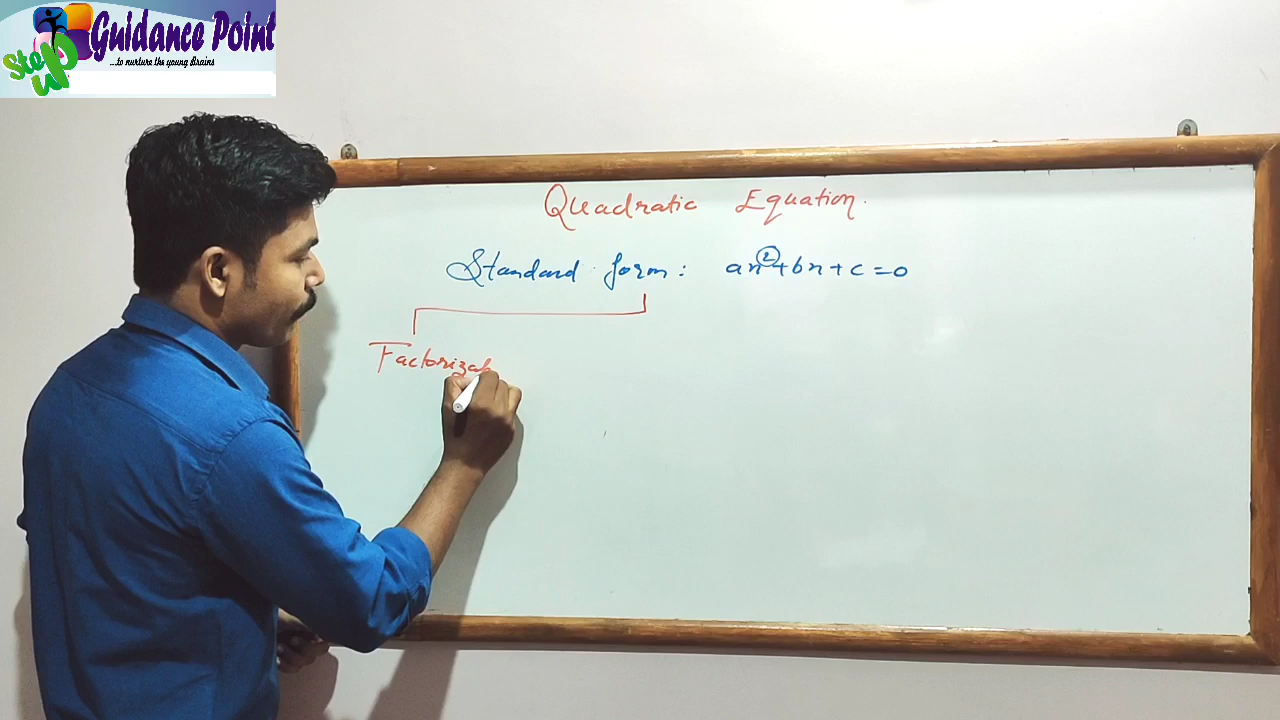 Step up Guidance Point
...to nurture the young Brains
Quadratic Equation.
Standard form: ax²+bx+c=0
Factorizat